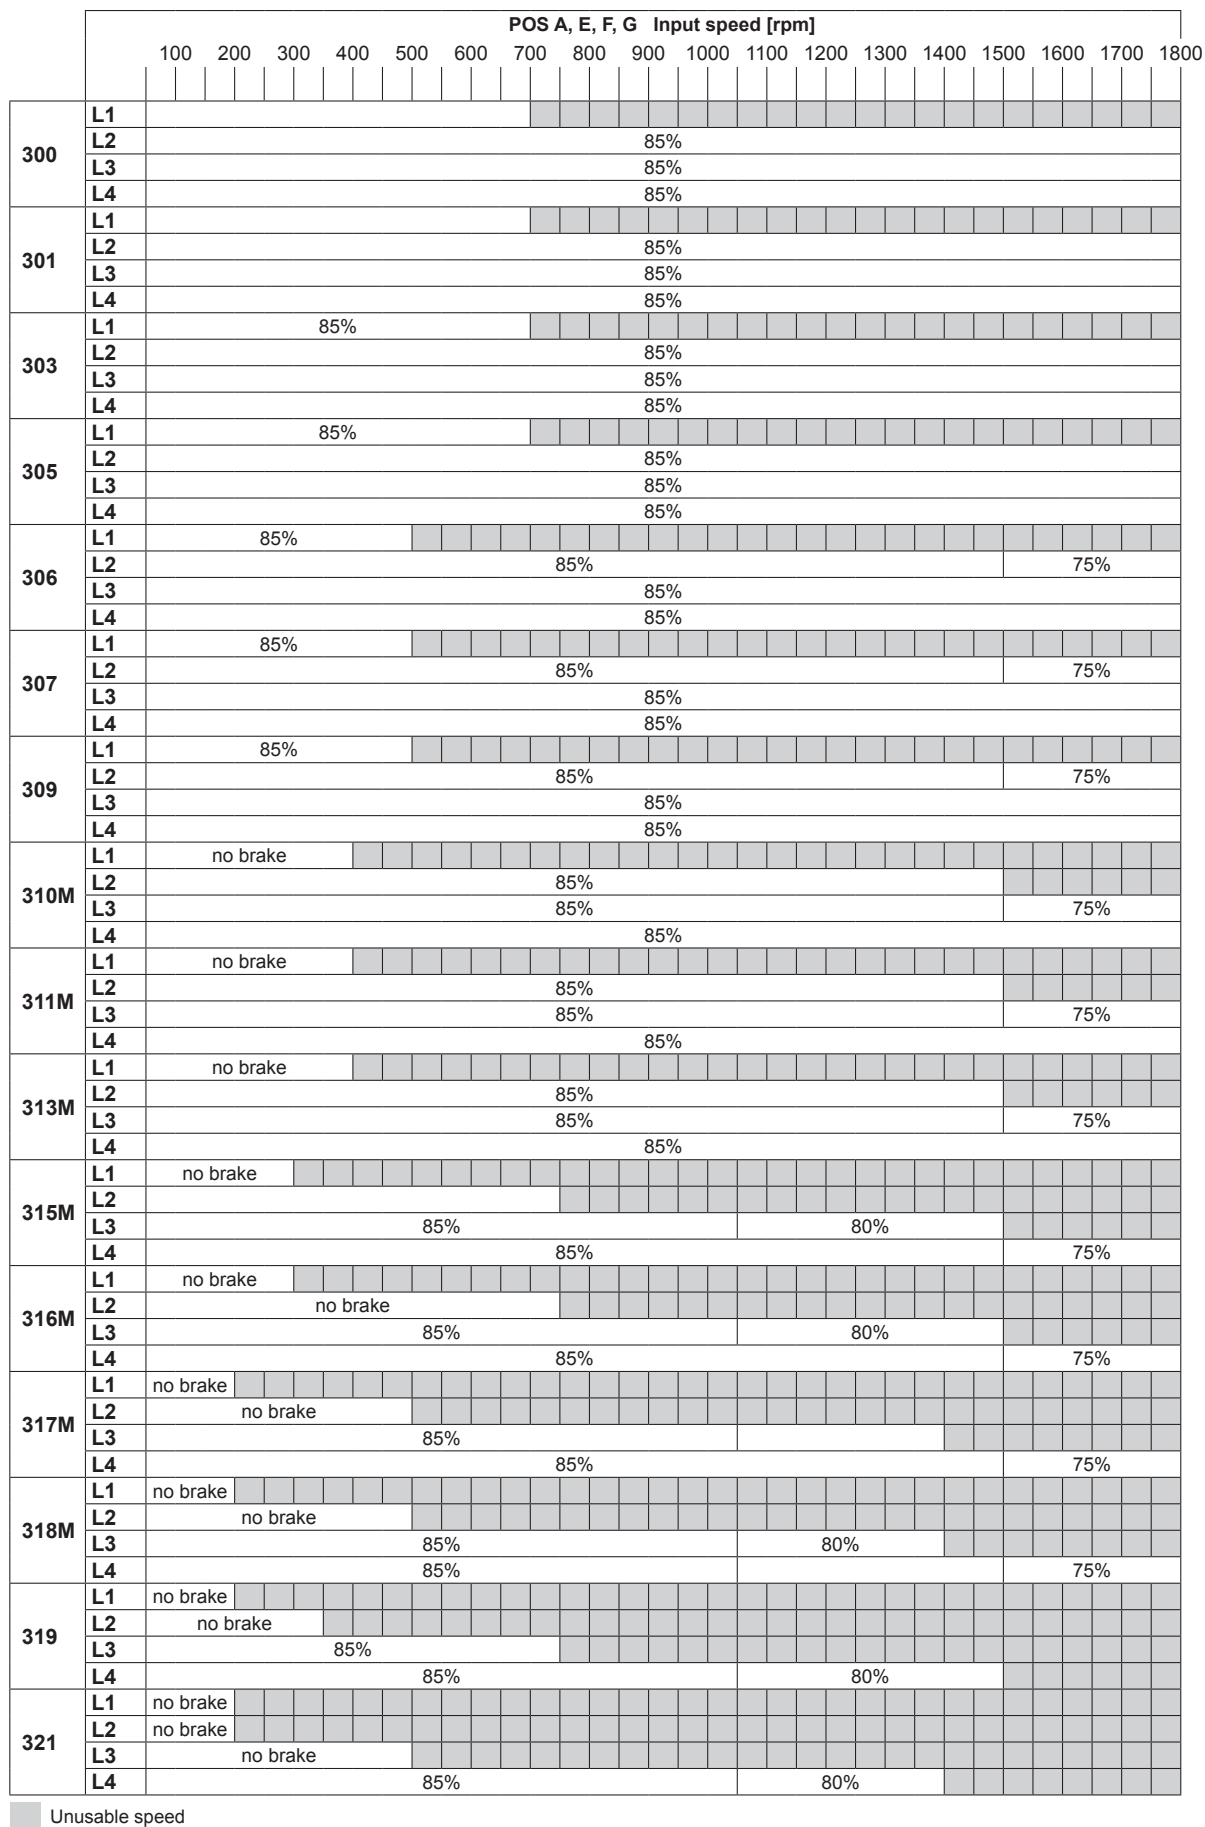 POS A, E, F, G Input speed [rpm]
100 200 300 400 500 600 700 800 900 1000 1100 1200 1300 1400 1500 1600 1700 1800
300
L1
L2 85%
L3 85%
L4 85%
301
L1
L2 85%
L3 85%
L4 85%
303
L1 85%
L2 85%
L3 85%
L4 85%
305
L1 85%
L2 85%
L3 85%
L4 85%
306
L1 85%
L2 85% 75%
L3 85%
L4 85%
307
L1 85%
L2 85% 75%
L3 85%
L4 85%
309
L1 85%
L2 85% 75%
L3 85%
L4 85%
310M
L1 no brake
L2 85%
L3 85% 75%
L4 85%
311M
L1 no brake
L2 85%
L3 85% 75%
L4 85%
313M
L1 no brake
L2 85%
L3 85% 75%
L4 85%
315M
L1 no brake
L2
L3 85% 80%
L4 85% 75%
316M
L1 no brake
L2 no brake
L3 85% 80%
L4 85% 75%
317M
L1 no brake
L2 no brake
L3 85%
L4 85% 75%
318M
L1 no brake
L2 no brake
L3 85% 80%
L4 85% 75%
319
L1 no brake
L2 no brake
L3 85%
L4 85% 80%
321
L1 no brake
L2 no brake
L3 no brake
L4 85% 80%
Unusable speed